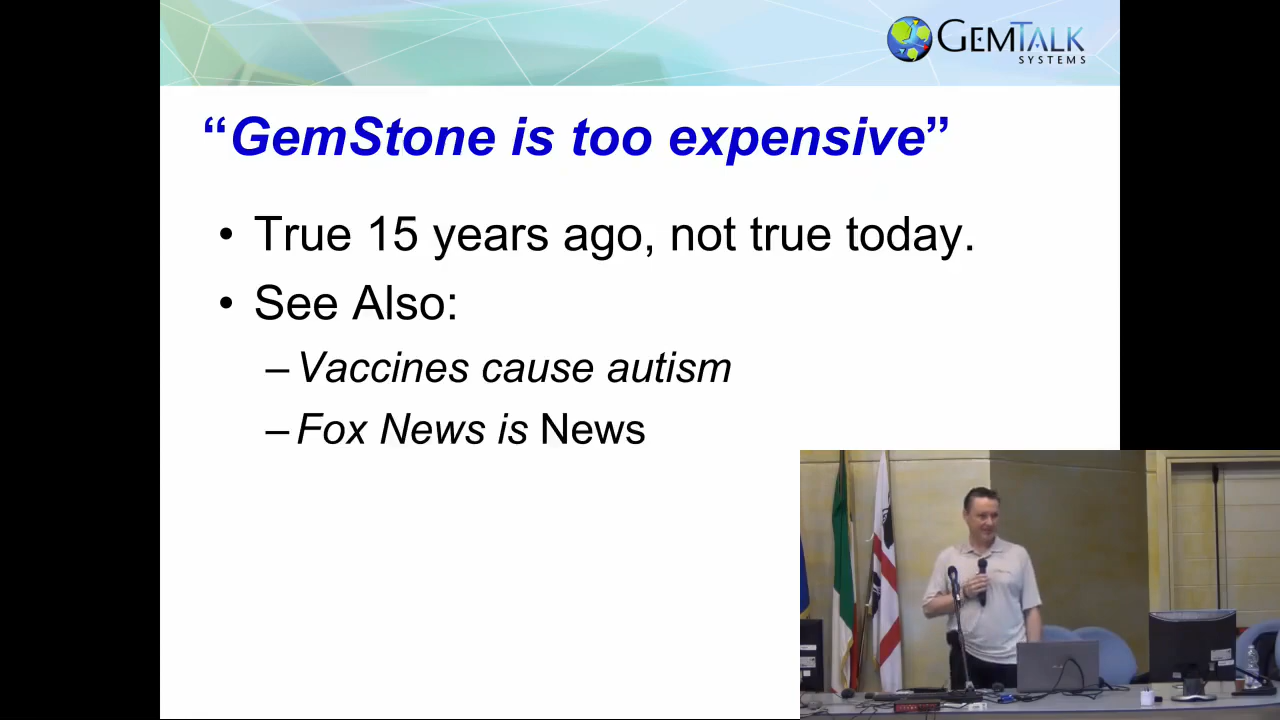 GEMTALK
SYSTEMS
“GemStone is too expensive”
• True 15 years ago, not true today.
• See Also:
– Vaccines cause autism
– Fox News is News